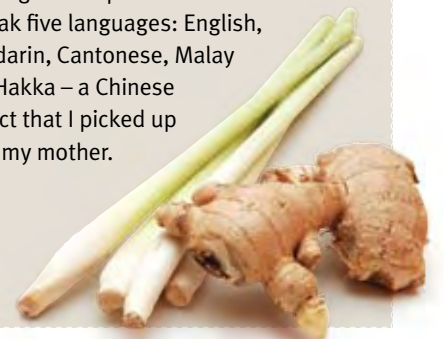 ak five languages: English,
darin, Cantonese, Malay
Hakka – a Chinese
ct that I picked up
my mother.